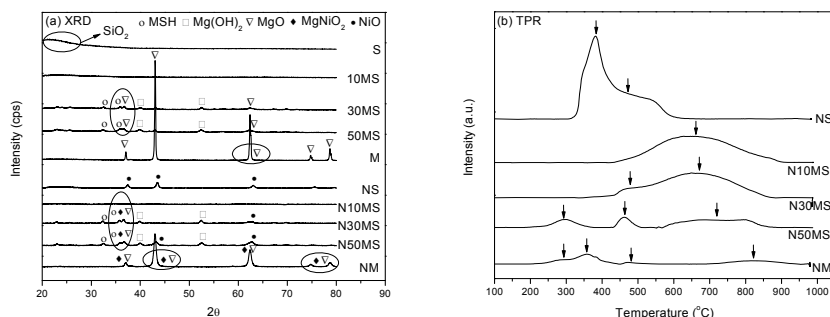 (a) XRD
o MSH □ Mg(OH)₂ ▽ MgO ♦ MgNiO₂ • NiO
SiO₂
S
10MS
30MS
50MS
M
NS
N10MS
N30MS
N50MS
NM
Intensity (cps)
20 30 40 50 60 70 80 90
2θ
(b) TPR
NS
N10MS
N30MS
N50MS
NM
Intensity (a.u.)
100 200 300 400 500 600 700 800 900 1000
Temperature (°C)